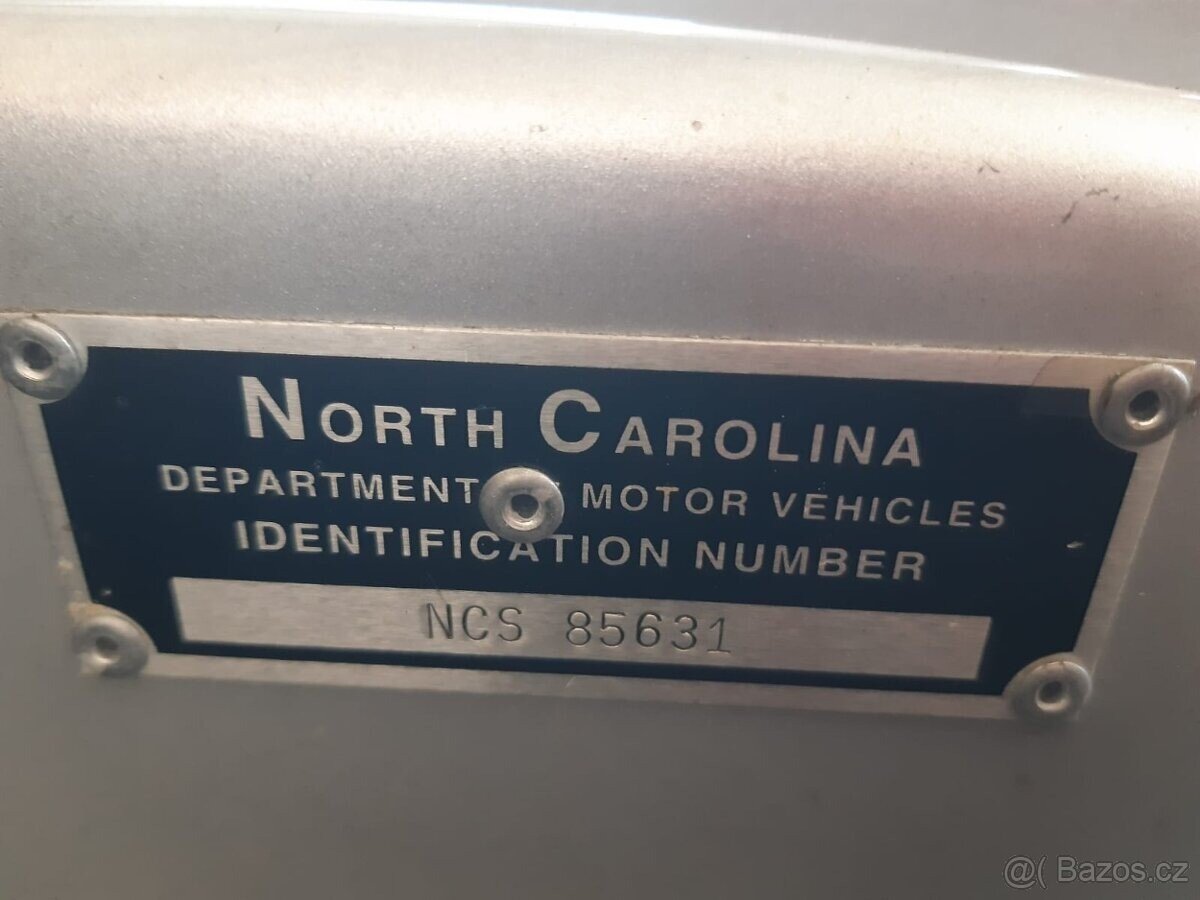 NORTH CAROLINA
DEPARTMENT MOTOR VEHICLES
IDENTIFICATION NUMBER
NCS 85631
@( Bazos.cz